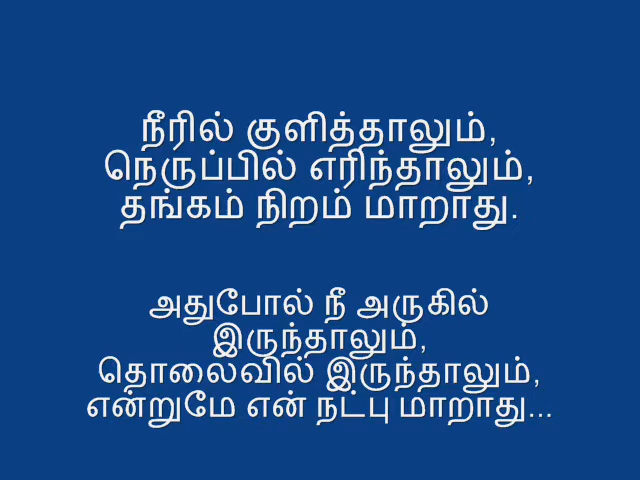 நீரில் குளித்தாலும்,
நெருப்பில் எரிந்தாலும்,
தங்கம் நிறம் மாறாது.
அதுபோல் நீ அருகில்
இருந்தாலும்,
தொலைவில் இருந்தாலும்,
என்றுமே என் நட்பு மாறாது...